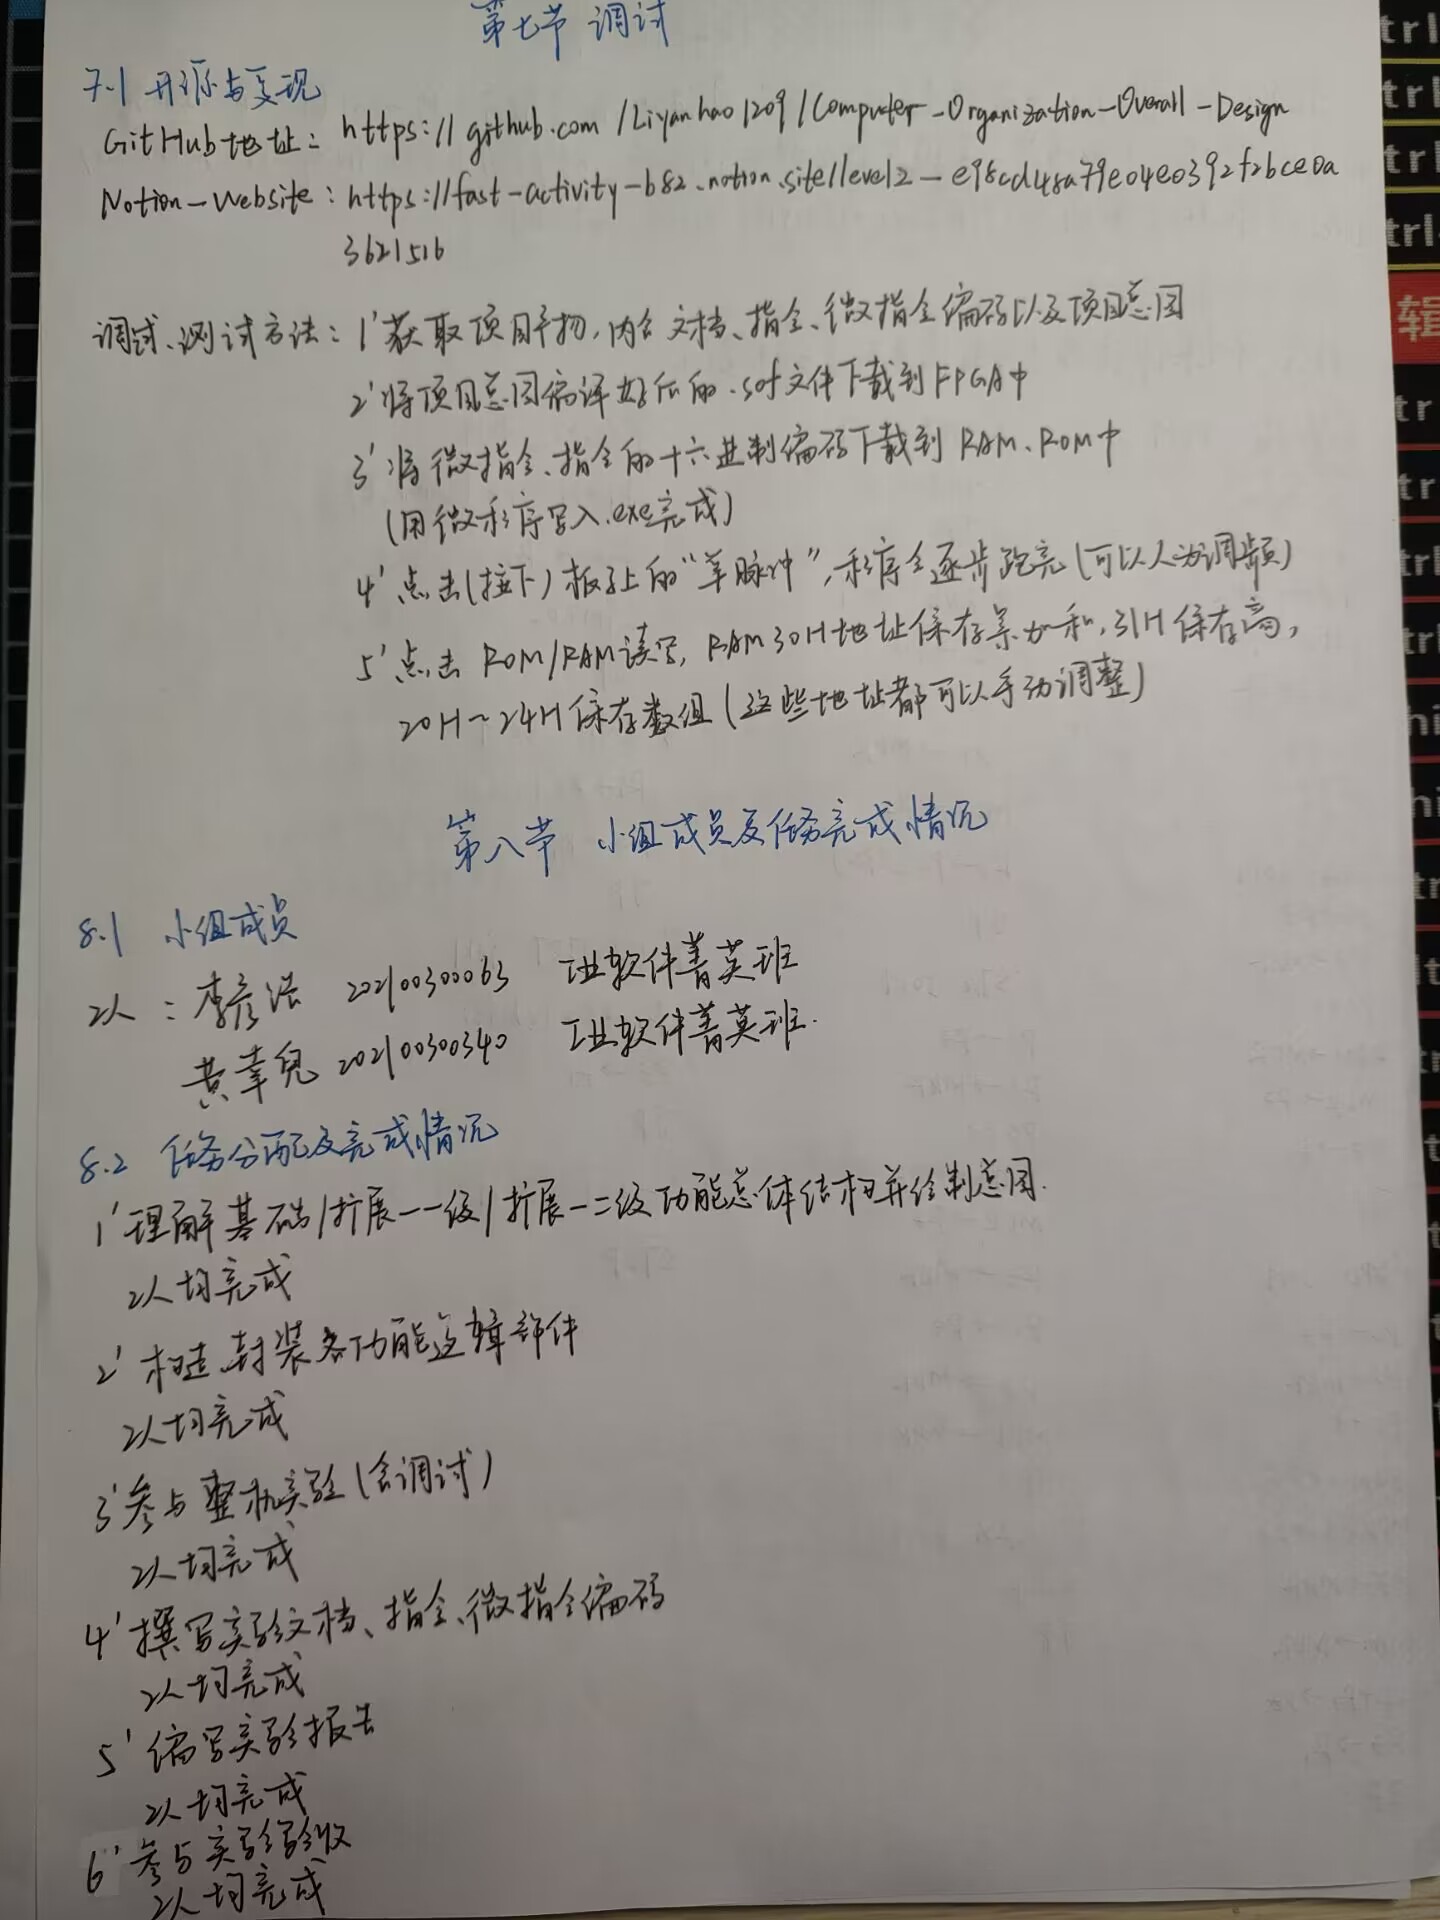 第七节 调试
7.1 开源与复现
GitHub地址: https://github.com/Liyanhao1209/Computer-Organization-Overall-Design
Notion-Website: https://fast-activity-b82.notion.site/level2-e98cd48a79e04e0392f2bce0a
3621516
调试、测试方法: 1'获取项目产物,内含文档、指令、微指令编码以及项目总图
2'将项目总图编译好后的.sof文件下载到FPGA中
3'将微指令、指令的十六进制编码下载到RAM、ROM中
(用微程序写入.exe完成)
4'点击(按下)板子上的"单脉冲",程序会逐步跑完(可以人为调频)
5'点击ROM/RAM读写,RAM30H地址保存累加和,31H保存高,
20H~24H保存数组(这些地址都可以手动调整)
第八节 小组成员及任务完成情况
8.1 小组成员
2人: 李彦浩 202100300063 工业软件菁英班
黄幸兒 202100300340 工业软件菁英班.
8.2 任务分配及完成情况
1'理解基础/扩展-一级/扩展-二级功能总体结构并绘制总图.
2人均完成
2'构造、封装各功能逻辑部件
2人均完成
3'参与整机实验(含调试)
2人均完成
4'撰写实验文档、指令、微指令编码
2人均完成
5'编写实验报告
2人均完成
6'参与实验验收
2人均完成
trl
trl
trl
trl
辑
tr
tr